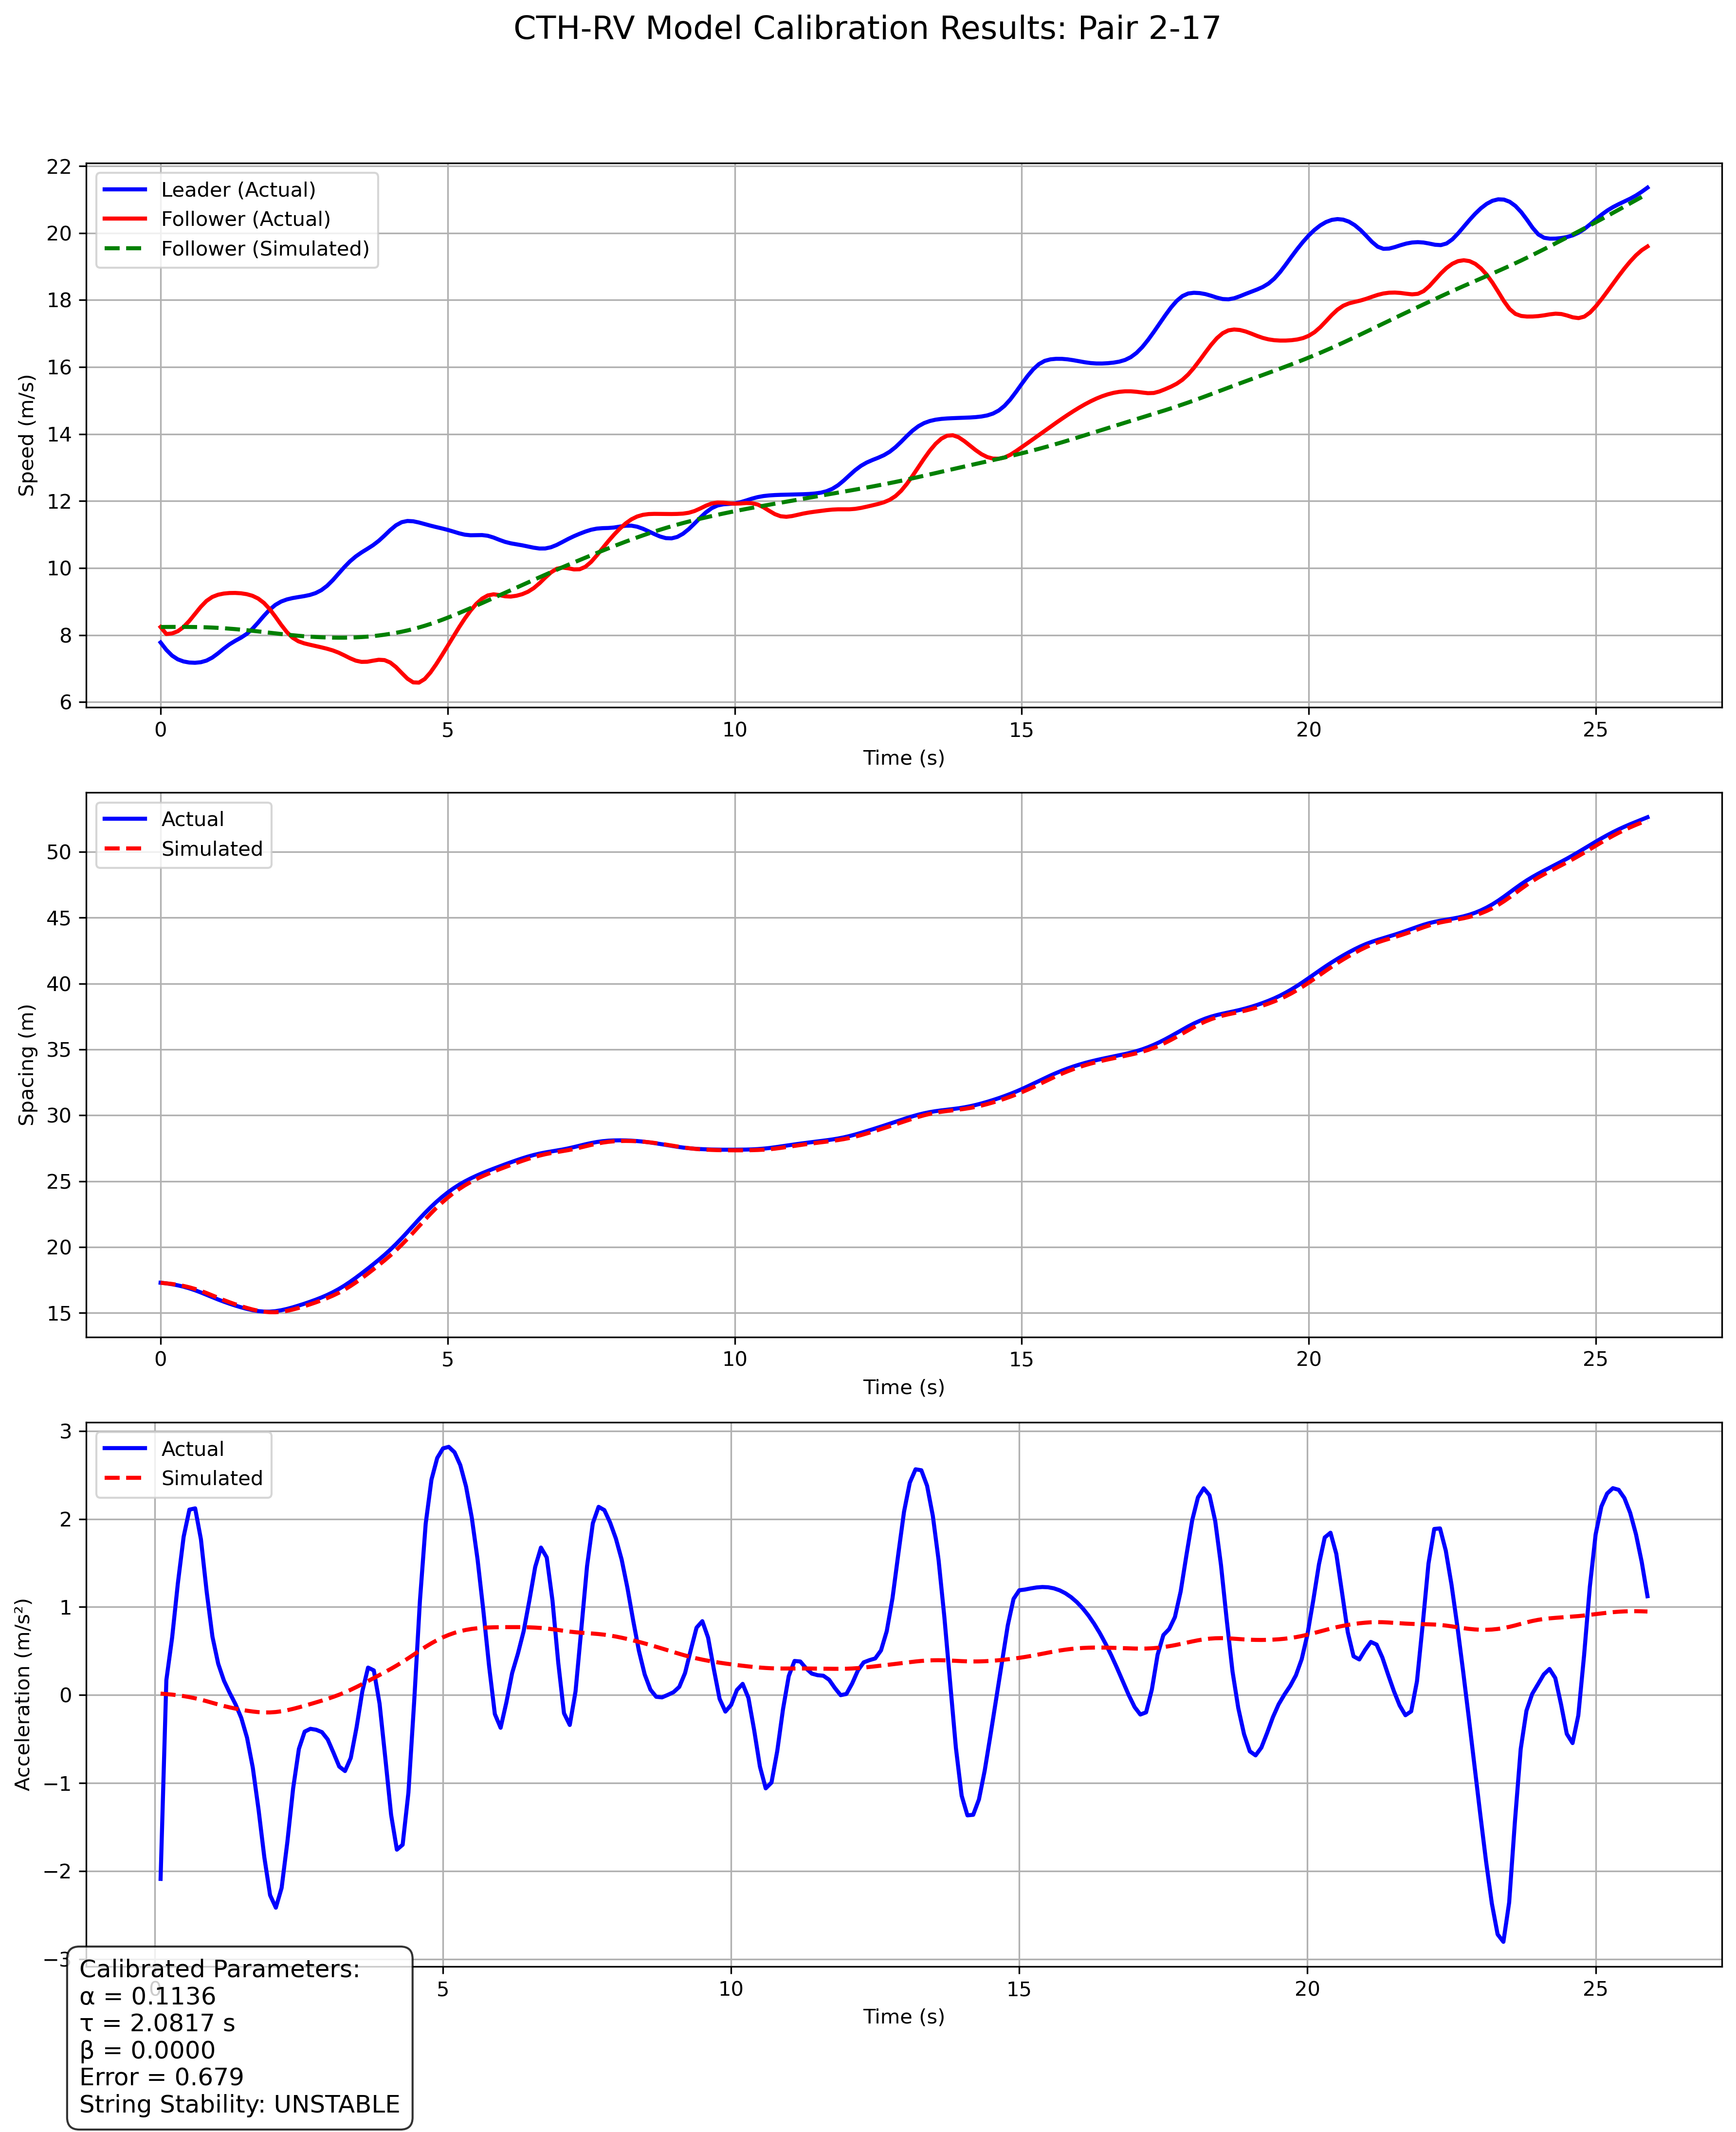 CTH-RV Model Calibration Results: Pair 2-17
22
20
18
16
14
12
10
8
6
Speed (m/s)
Leader (Actual)
Follower (Actual)
Follower (Simulated)
0 5 10 15 20 25
Time (s)
50
45
40
35
30
25
20
15
Spacing (m)
Actual
Simulated
0 5 10 15 20 25
Time (s)
3
2
1
0
−1
−2
−3
Acceleration (m/s²)
Actual
Simulated
0 5 10 15 20 25
Time (s)
Calibrated Parameters:
α = 0.1136
τ = 2.0817 s
β = 0.0000
Error = 0.679
String Stability: UNSTABLE